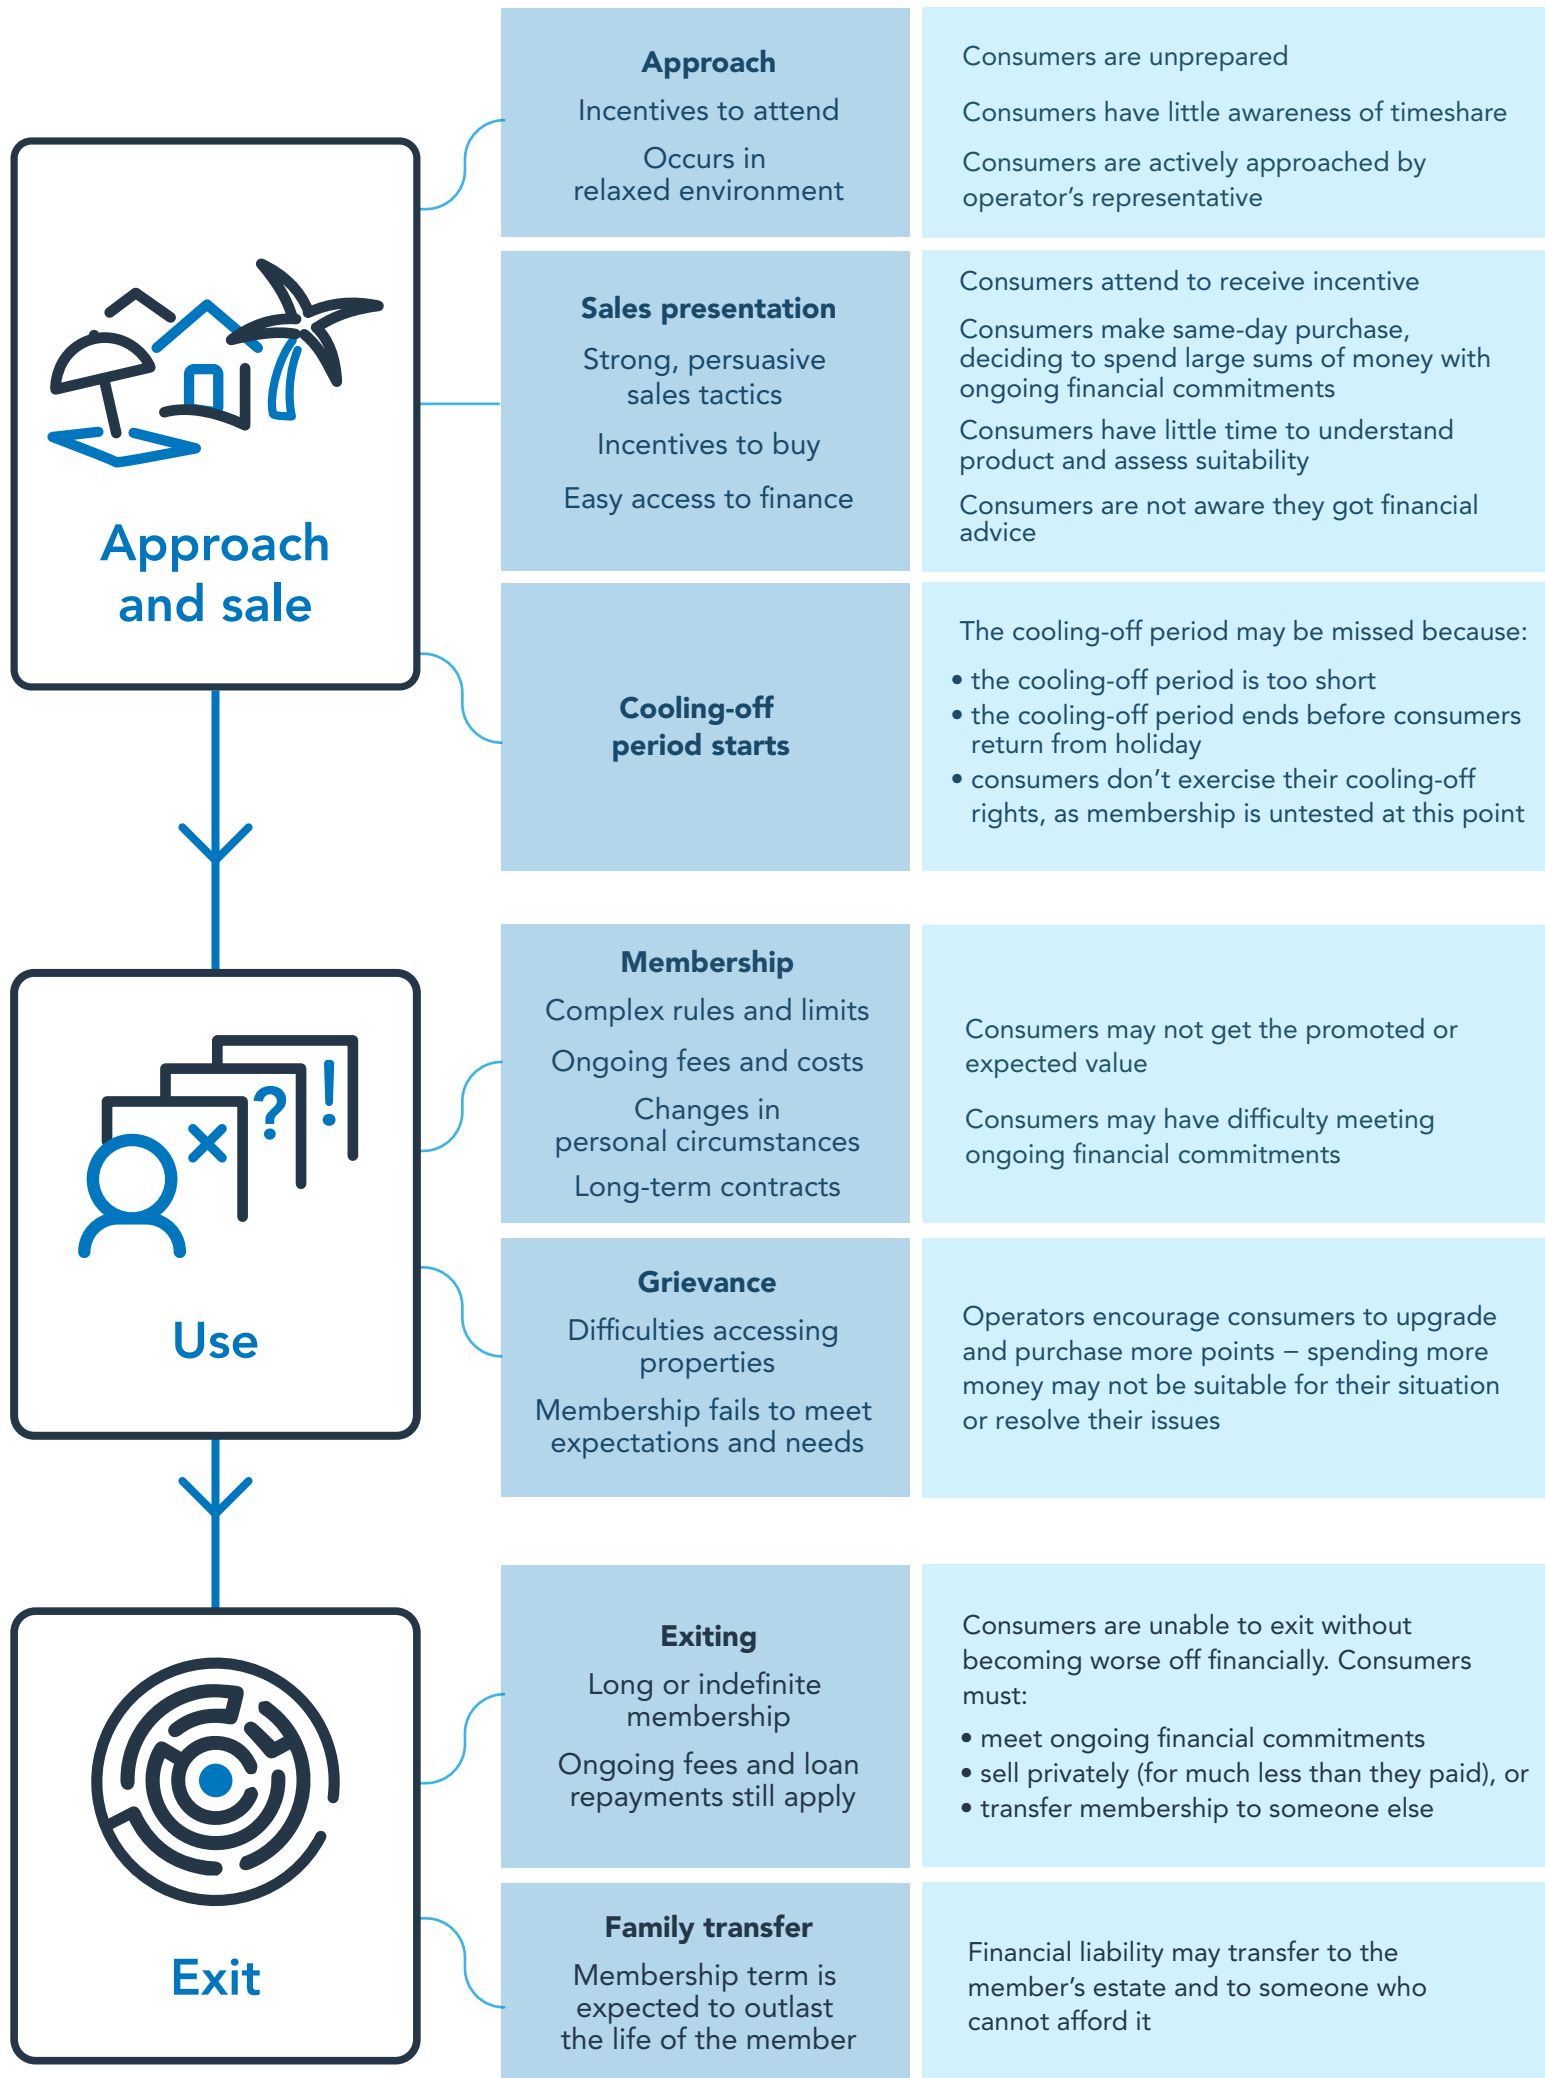 Approach
and sale
Approach
Incentives to attend
Occurs in
relaxed environment
Consumers are unprepared
Consumers have little awareness of timeshare
Consumers are actively approached by
operator’s representative
Sales presentation
Strong, persuasive
sales tactics
Incentives to buy
Easy access to finance
Consumers attend to receive incentive
Consumers make same-day purchase,
deciding to spend large sums of money with
ongoing financial commitments
Consumers have little time to understand
product and assess suitability
Consumers are not aware they got financial
advice
Cooling-off
period starts
The cooling-off period may be missed because:
• the cooling-off period is too short
• the cooling-off period ends before consumers
return from holiday
• consumers don’t exercise their cooling-off
rights, as membership is untested at this point
?
!
Use
Membership
Complex rules and limits
Ongoing fees and costs
Changes in
personal circumstances
Long-term contracts
Consumers may not get the promoted or
expected value
Consumers may have difficulty meeting
ongoing financial commitments
Grievance
Difficulties accessing
properties
Membership fails to meet
expectations and needs
Operators encourage consumers to upgrade
and purchase more points – spending more
money may not be suitable for their situation
or resolve their issues
Exit
Exiting
Long or indefinite
membership
Ongoing fees and loan
repayments still apply
Consumers are unable to exit without
becoming worse off financially. Consumers
must:
• meet ongoing financial commitments
• sell privately (for much less than they paid), or
• transfer membership to someone else
Family transfer
Membership term is
expected to outlast
the life of the member
Financial liability may transfer to the
member’s estate and to someone who
cannot afford it